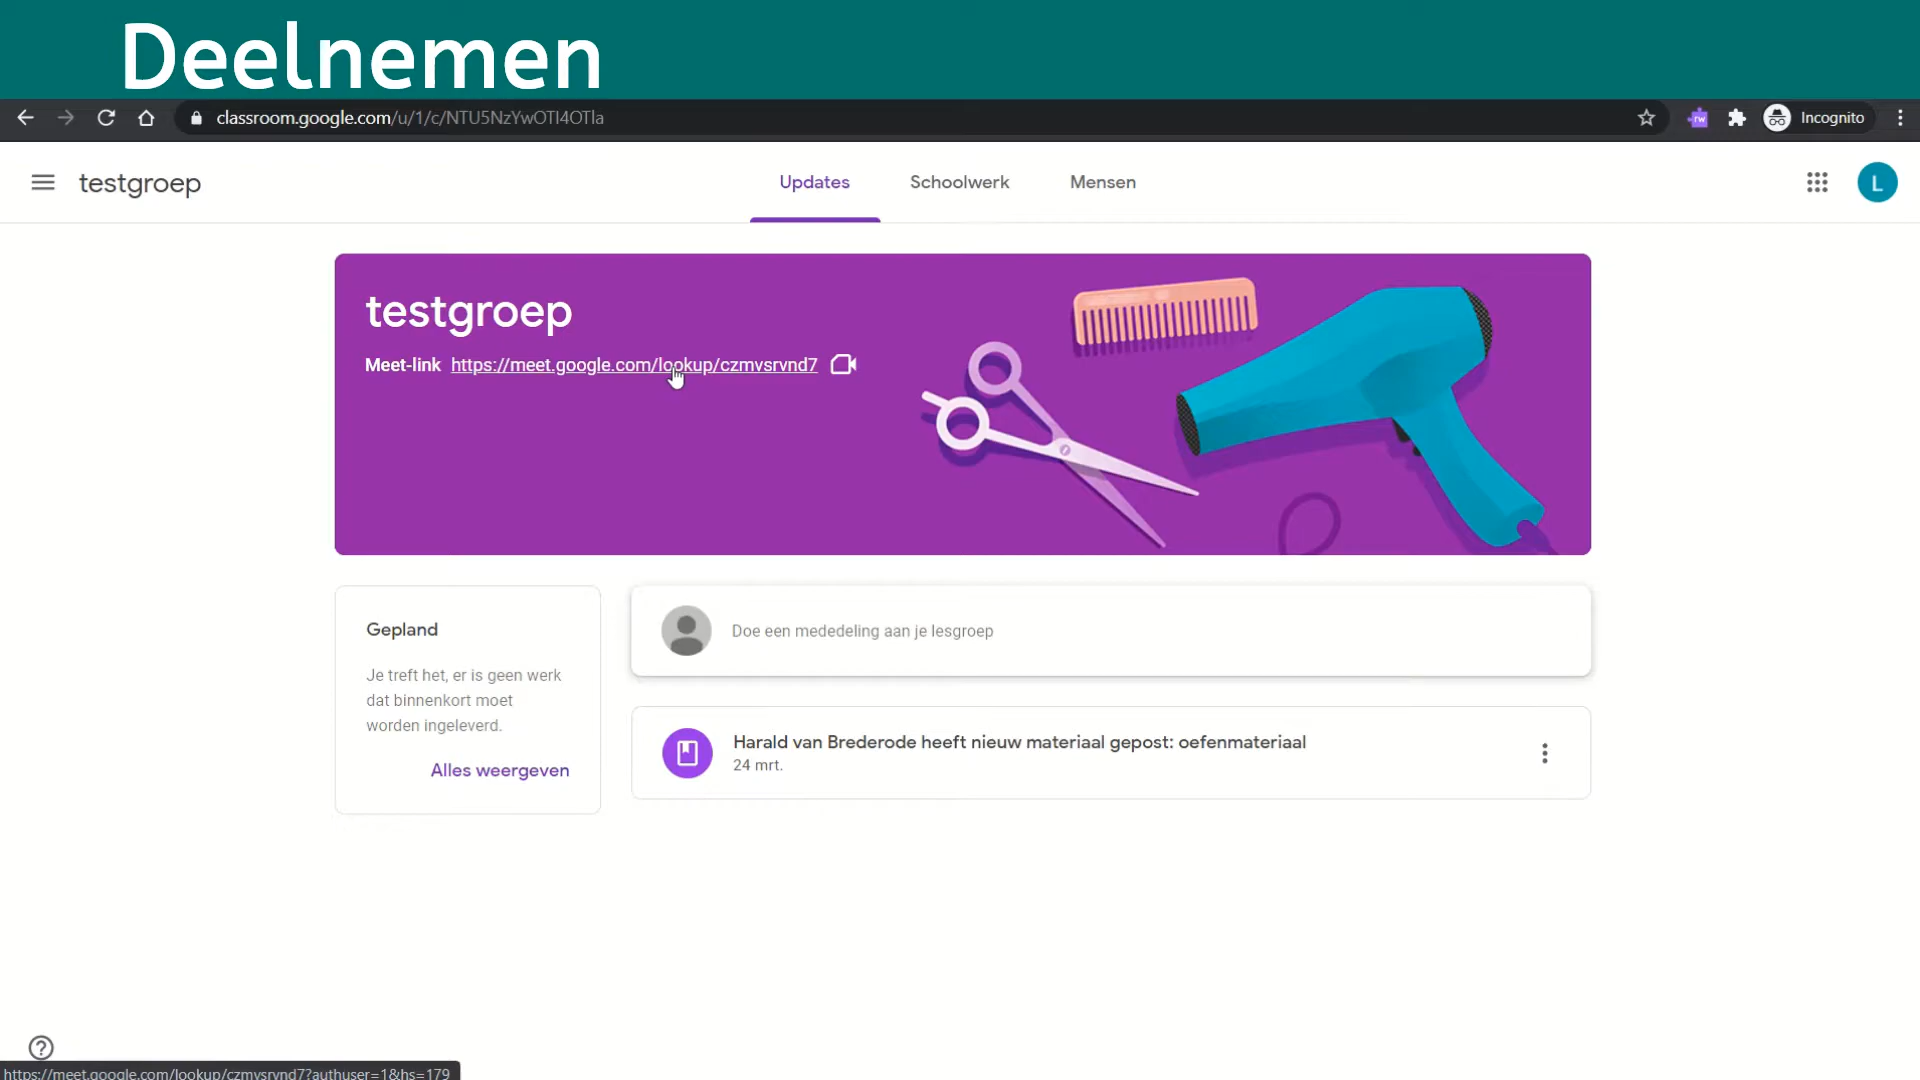 Deelnemen
classroom.google.com/u/1/c/NTU5NzYwOTI4OTla
rw
Incognito
testgroep
Updates
Schoolwerk
Mensen
L
testgroep
Meet-link https://meet.google.com/lookup/czmvsrvnd7
Gepland
Je treft het, er is geen werk
dat binnenkort moet
worden ingeleverd.
Alles weergeven
Doe een mededeling aan je lesgroep
Harald van Brederode heeft nieuw materiaal gepost: oefenmateriaal
24 mrt.
https://meet.google.com/lookup/czmvsrvnd7?authuser=1&hs=179